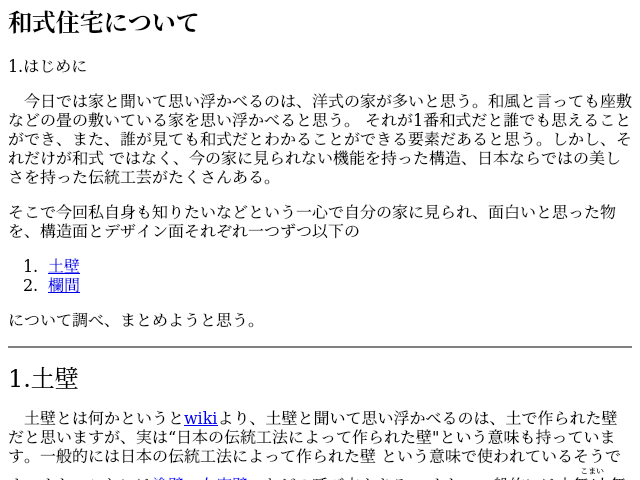 和式住宅について
1.はじめに
　今日では家と聞いて思い浮かべるのは、洋式の家が多いと思う。和風と言っても座敷
などの畳の敷いている家を思い浮かべると思う。 それが1番和式だと誰でも思えること
ができ、また、誰が見ても和式だとわかることができる要素だあると思う。しかし、そ
れだけが和式 ではなく、今の家に見られない機能を持った構造、日本ならではの美し
さを持った伝統工芸がたくさんある。
そこで今回私自身も知りたいなどという一心で自分の家に見られ、面白いと思った物
を、構造面とデザイン面それぞれ一つずつ以下の
1. 土壁
2. 欄間
について調べ、まとめようと思う。
1.土壁
　土壁とは何かというとwikiより、土壁と聞いて思い浮かべるのは、土で作られた壁
だと思いますが、実は“日本の伝統工法によって作られた壁"という意味も持っていま
す。一般的には日本の伝統工法によって作られた壁 という意味で使われているそうで
こまい